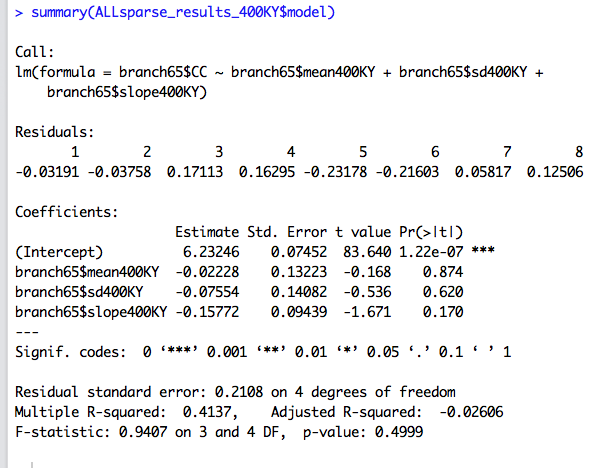 > summary(ALLsparse_results_400KY$model)
Call:
lm(formula = branch65$CC ~ branch65$mean400KY + branch65$sd400KY +
    branch65$slope400KY)
Residuals:
       1        2        3        4        5        6        7        8
-0.03191 -0.03758  0.17113  0.16295 -0.23178 -0.21603  0.05817  0.12506
Coefficients:
                    Estimate Std. Error t value Pr(>|t|)
(Intercept)          6.23246    0.07452  83.640 1.22e-07 ***
branch65$mean400KY  -0.02228    0.13223  -0.168    0.874
branch65$sd400KY    -0.07554    0.14082  -0.536    0.620
branch65$slope400KY -0.15772    0.09439  -1.671    0.170
---
Signif. codes:  0 ‘***’ 0.001 ‘**’ 0.01 ‘*’ 0.05 ‘.’ 0.1 ‘ ’ 1
Residual standard error: 0.2108 on 4 degrees of freedom
Multiple R-squared:  0.4137,	Adjusted R-squared:  -0.02606
F-statistic: 0.9407 on 3 and 4 DF,  p-value: 0.4999